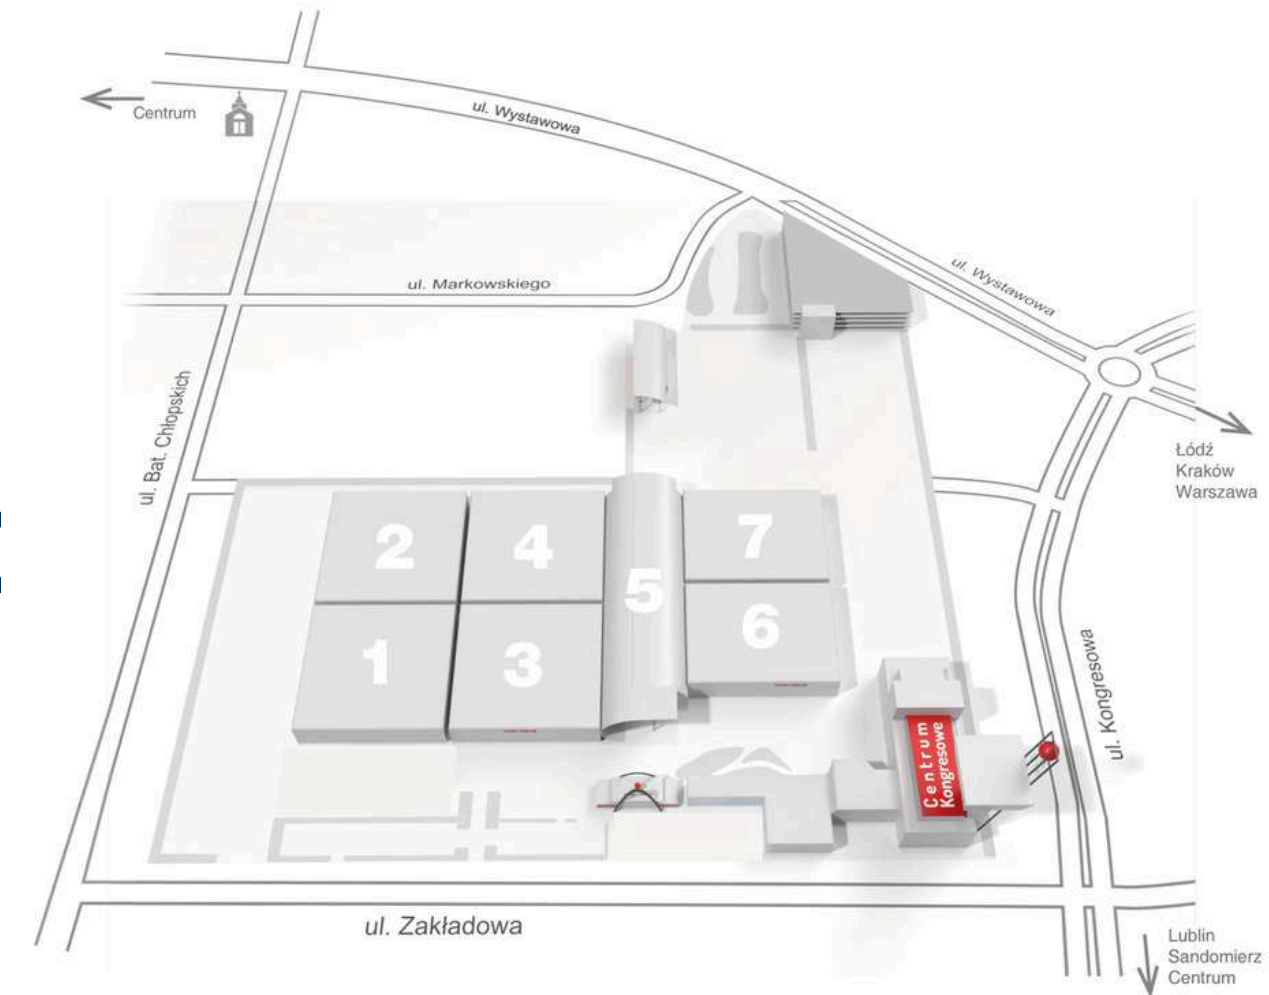 Centrum
ul. Wystawowa
ul. Markowskiego
ul. Wystawowa
ul. Bat. Chłopskich
Łódź
Kraków
Warszawa
2
4
5
7
1
3
6
Centrum
Kongresowe
ul. Kongresowa
ul. Zakładowa
Lublin
Sandomierz
Centrum